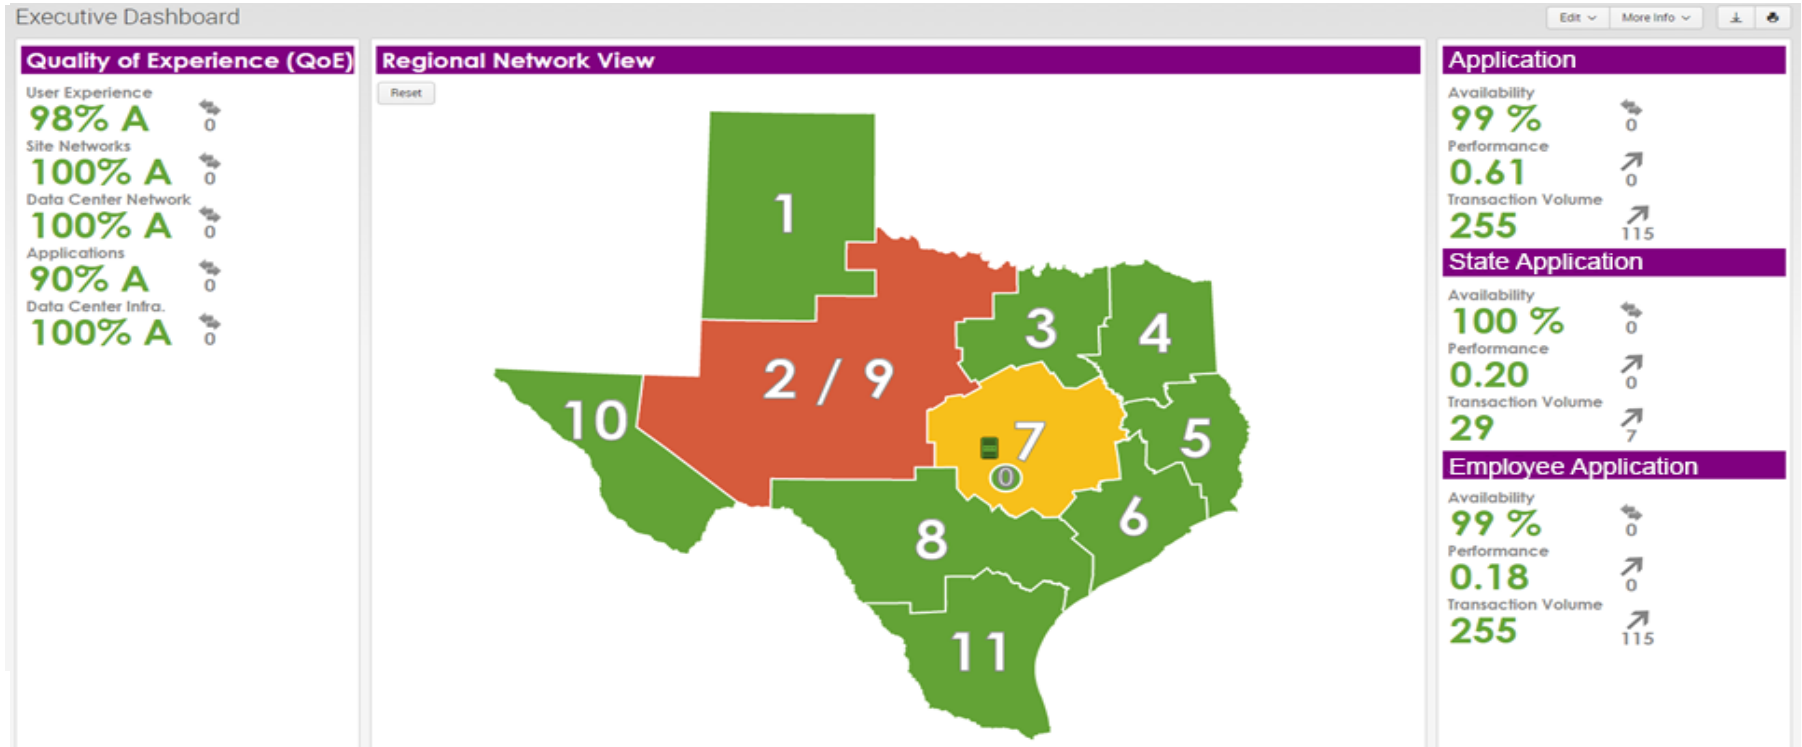 Executive Dashboard
Edit
More Info
Quality of Experience (QoE)
User Experience
98% A
0
Site Networks
100% A
0
Data Center Network
100% A
0
Applications
90% A
0
Data Center Infra.
100% A
0
Regional Network View
Reset
1
2 / 9
3
4
10
7
5
0
6
8
11
Application
Availability
99 %
0
Performance
0.61
0
Transaction Volume
255
115
State Application
Availability
100 %
0
Performance
0.20
0
Transaction Volume
29
7
Employee Application
Availability
99 %
0
Performance
0.18
0
Transaction Volume
255
115